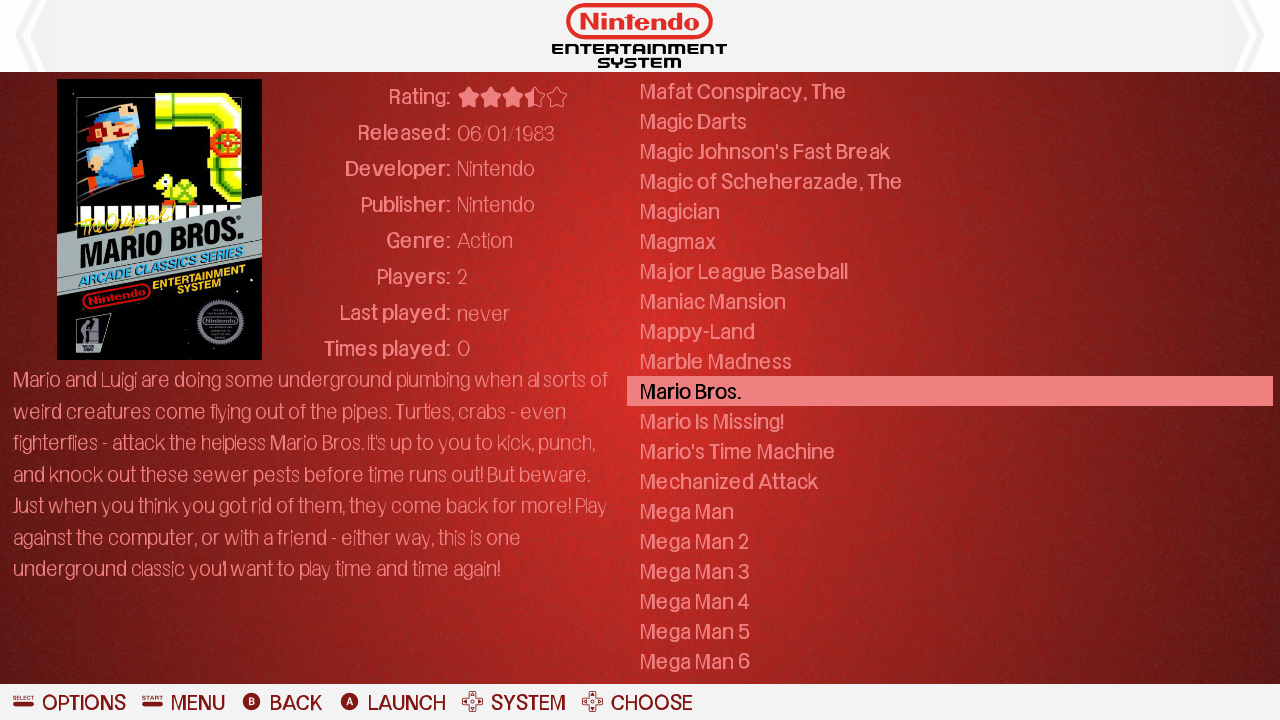 Nintendo
ENTERTAINMENT
SYSTEM
The Original
MARIO BROS.
ARCADE CLASSICS SERIES
Nintendo
ENTERTAINMENT
SYSTEM
Nintendo
Rating:
Released: 06/01/1983
Developer: Nintendo
Publisher: Nintendo
Genre: Action
Players: 2
Last played: never
Times played: 0
Mario and Luigi are doing some underground plumbing when al sorts of
weird creatures come flying out of the pipes. Turtles, crabs - even
fighterflies - attack the helpless Mario Bros. It's up to you to kick, punch,
and knock out these sewer pests before time runs out! But beware.
Just when you think you got rid of them, they come back for more! Play
against the computer, or with a friend - either way, this is one
underground classic you'l want to play time and time again!
Mafat Conspiracy, The
Magic Darts
Magic Johnson's Fast Break
Magic of Scheherazade, The
Magician
Magmax
Major League Baseball
Maniac Mansion
Mappy-Land
Marble Madness
Mario Bros.
Mario Is Missing!
Mario's Time Machine
Mechanized Attack
Mega Man
Mega Man 2
Mega Man 3
Mega Man 4
Mega Man 5
Mega Man 6
SELECT OPTIONS START MENU B BACK A LAUNCH SYSTEM CHOOSE